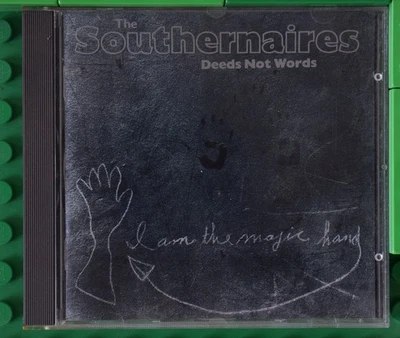 The
Southernaires
Deeds Not Words
I am the magic hand